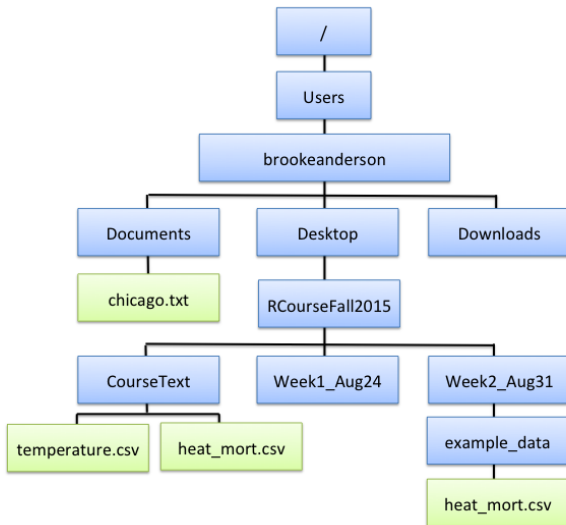 /
Users
brookeanderson
Documents
Desktop
Downloads
chicago.txt
RCourseFall2015
CourseText
Week1_Aug24
Week2_Aug31
temperature.csv
heat_mort.csv
example_data
heat_mort.csv